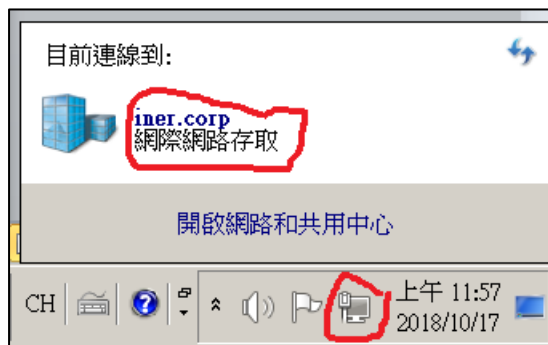 目前連線到:
iner.corp
網際網路存取
開啟網路和共用中心
CH
上午 11:57
2018/10/17